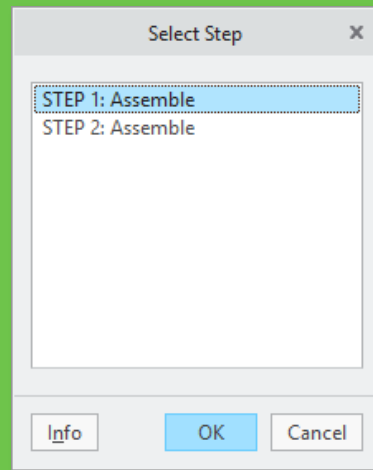 Select Step
STEP 1: Assemble
STEP 2: Assemble
Info
OK
Cancel